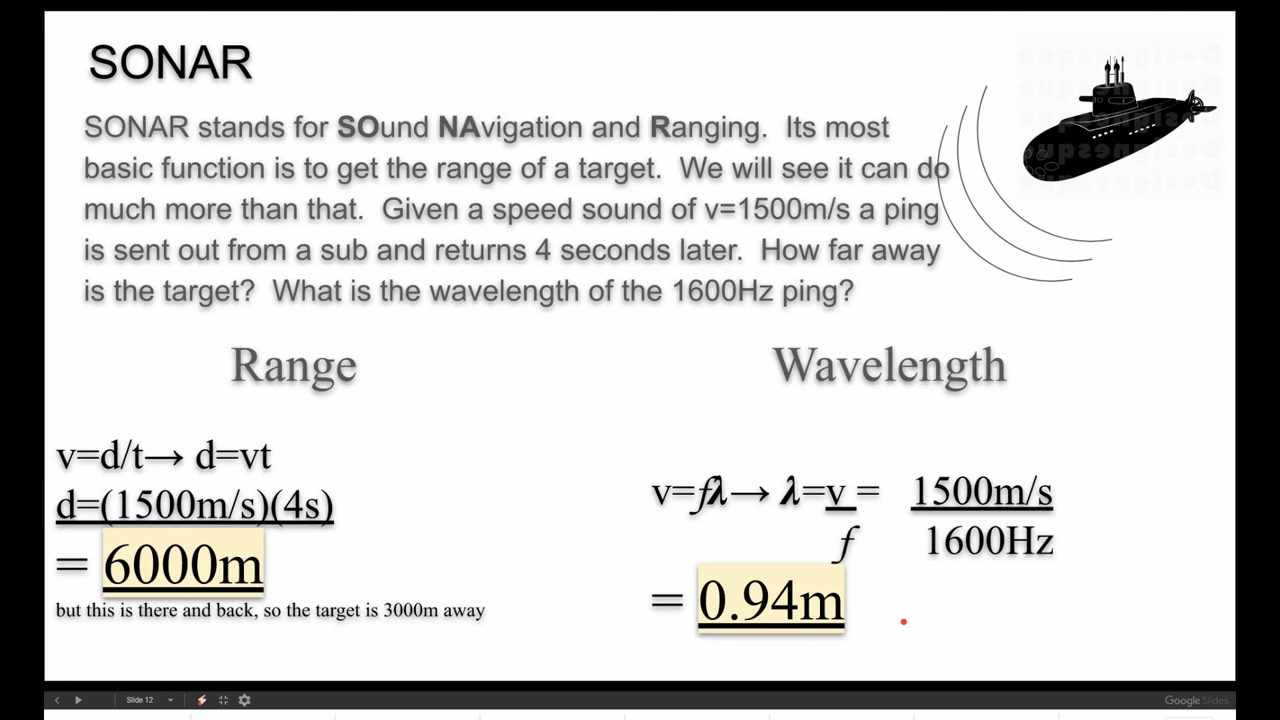 SONAR
SONAR stands for SOund NAvigation and Ranging.  Its most
basic function is to get the range of a target.  We will see it can do
much more than that.  Given a speed sound of v=1500m/s a ping
is sent out from a sub and returns 4 seconds later.  How far away
is the target?  What is the wavelength of the 1600Hz ping?
Range
v=d/t→ d=vt
d=(1500m/s)(4s)
= 6000m
but this is there and back, so the target is 3000m away
Wavelength
v=fλ→ λ=v = 1500m/s
f 1600Hz
= 0.94m
Slide 12
Google Slides